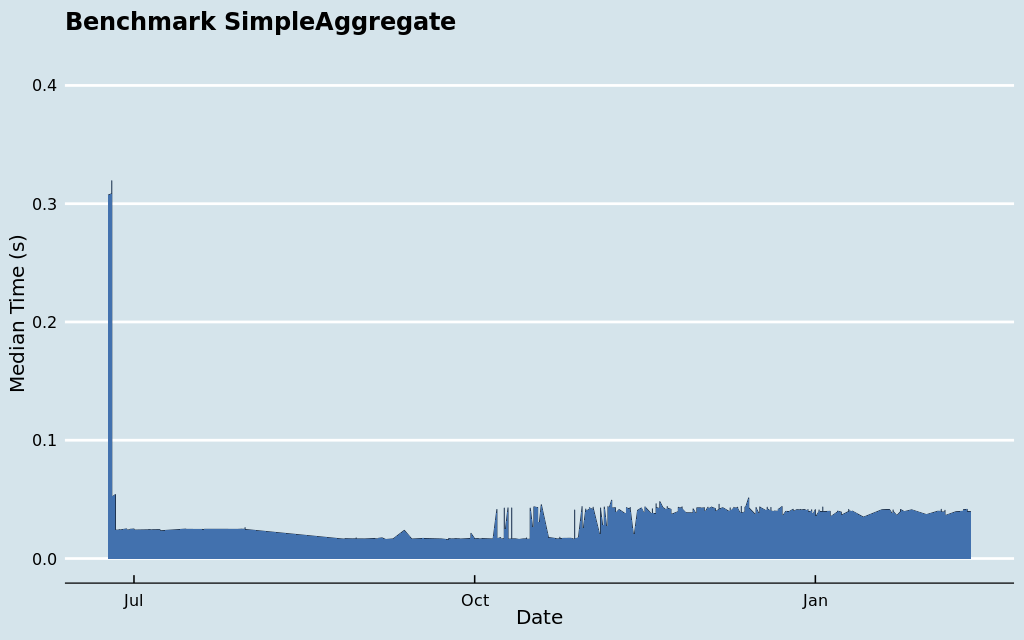 Benchmark SimpleAggregate
0.4
0.3
0.2
0.1
0.0
Median Time (s)
Jul
Oct
Jan
Date